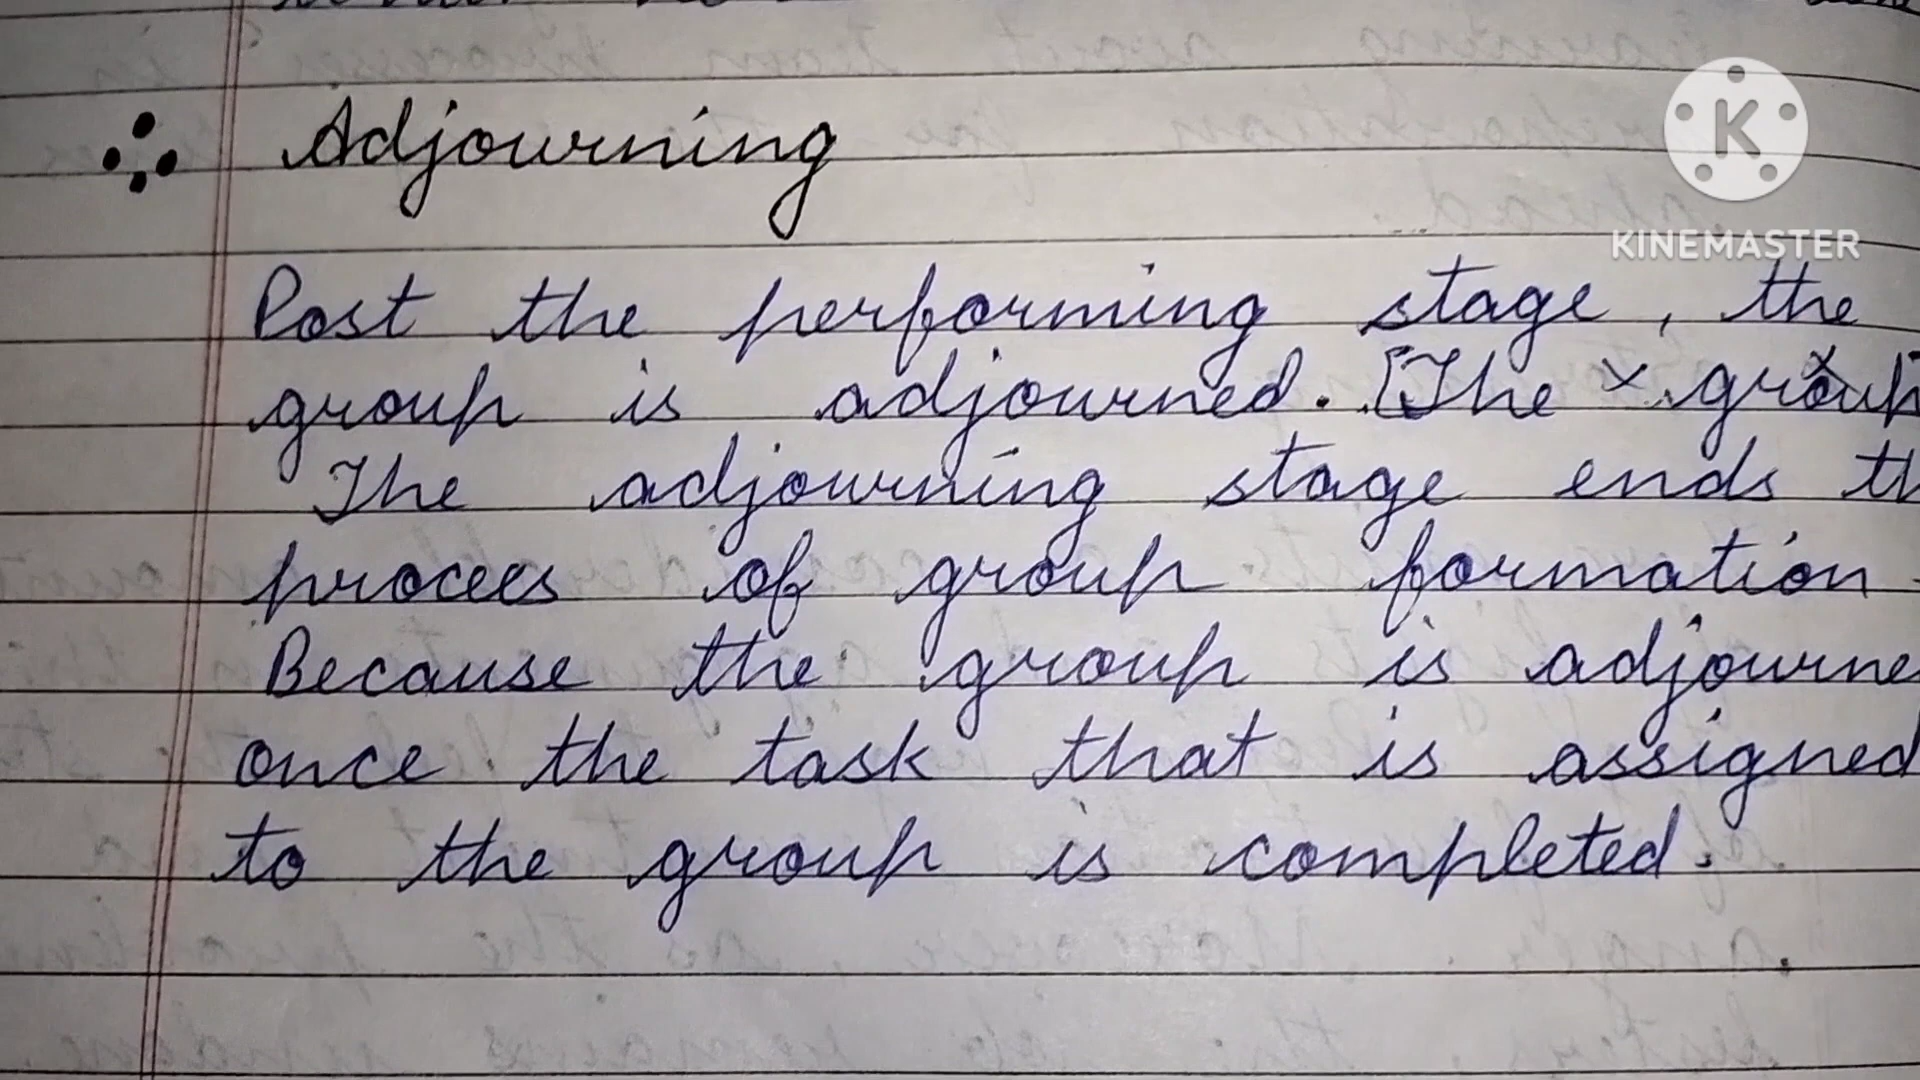 Adjourning
KINEMASTER
Post the performing stage, the
group is adjourned. [The x group]
The adjourning stage ends th
process of group formation.
Because the group is adjourne
once the task that is assigned
to the group is completed.